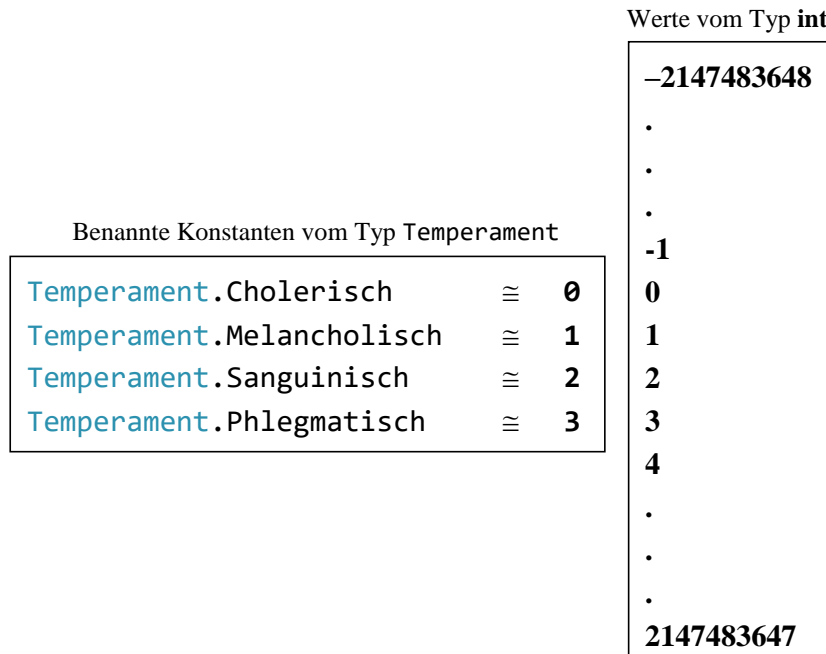 Werte vom Typ int
–2147483648
.
.
.
-1
0
1
2
3
4
.
.
.
2147483647
Benannte Konstanten vom Typ Temperament
Temperament.Cholerisch ≅ 0
Temperament.Melancholisch ≅ 1
Temperament.Sanguinisch ≅ 2
Temperament.Phlegmatisch ≅ 3